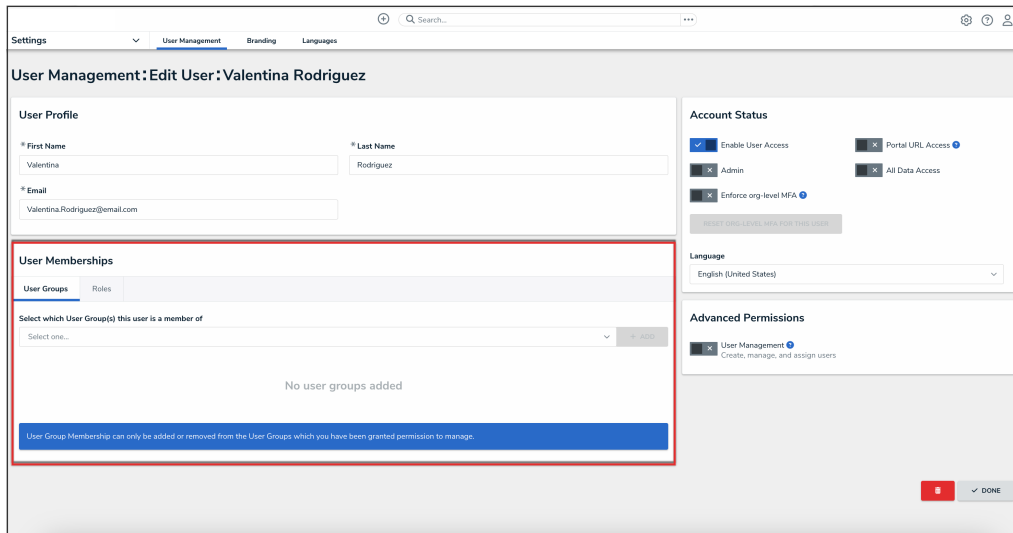 Search...
Settings
User Management
Branding
Languages
User Management:Edit User:Valentina Rodriguez
User Profile
* First Name
* Last Name
Valentina
Rodriguez
* Email
Valentina.Rodriguez@email.com
User Memberships
User Groups
Roles
Select which User Group(s) this user is a member of
Select one...
+ ADD
No user groups added
User Group Membership can only be added or removed from the User Groups which you have been granted permission to manage.
Account Status
Enable User Access
Portal URL Access
Admin
All Data Access
Enforce org-level MFA
RESET ORG-LEVEL MFA FOR THIS USER
Language
English (United States)
Advanced Permissions
User Management
Create, manage, and assign users
DONE